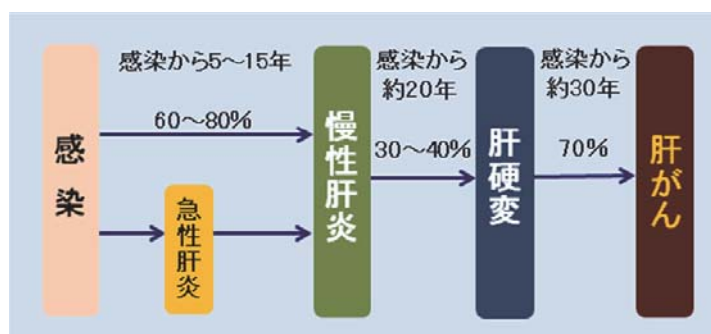 感染
感染から5～15年
60～80%
急性肝炎
慢性肝炎
感染から
約20年
30～40%
肝硬変
感染から
約30年
70%
肝がん